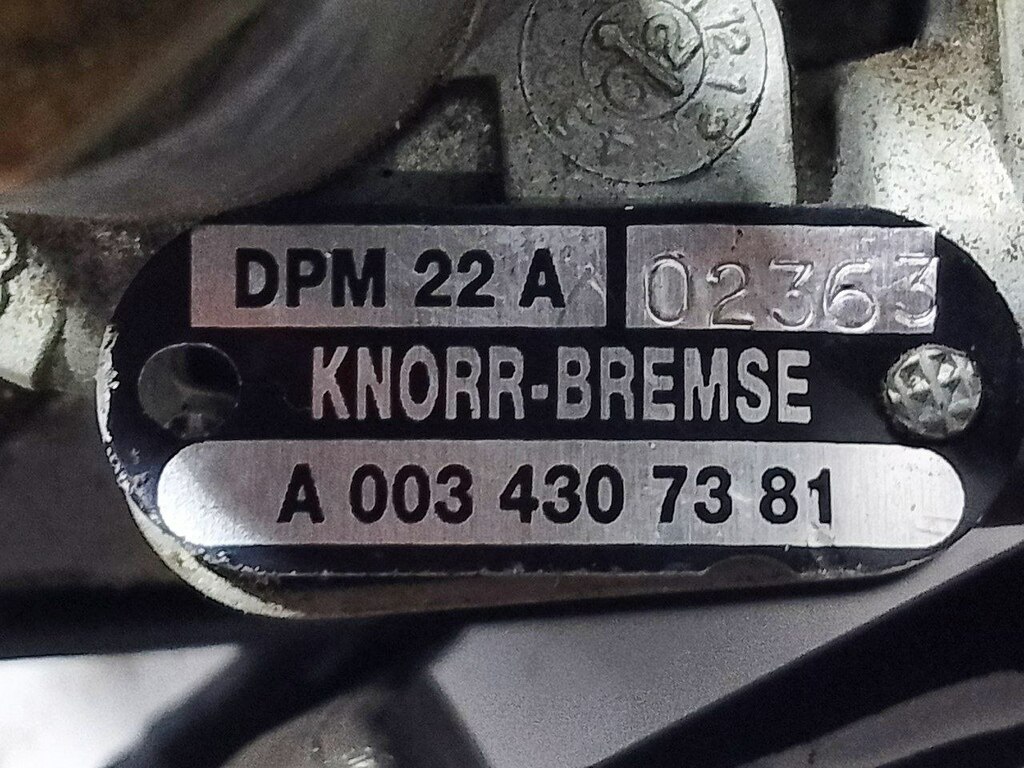 DPM 22 A 02363
KNORR-BREMSE
A 003 430 73 81